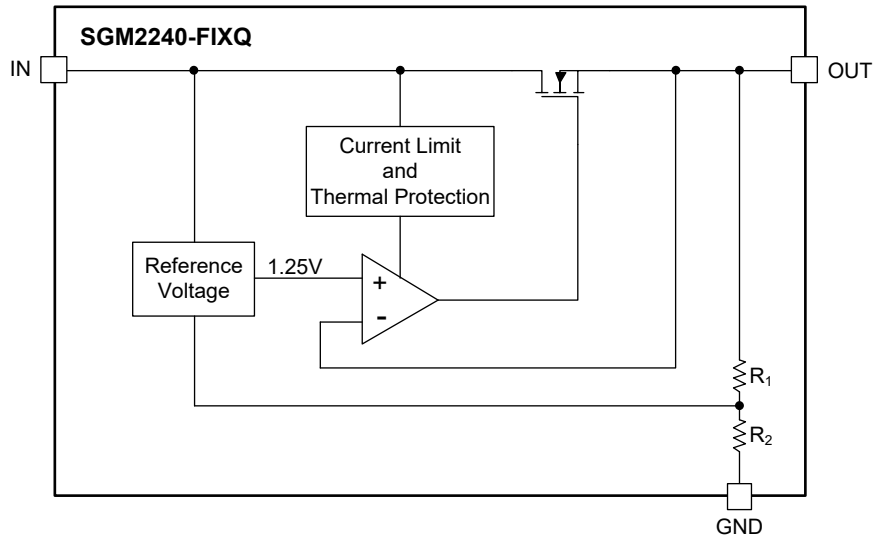 SGM2240-FIXQ
IN
OUT
Current Limit
and
Thermal Protection
Reference
Voltage
1.25V
+
-
R1
R2
GND